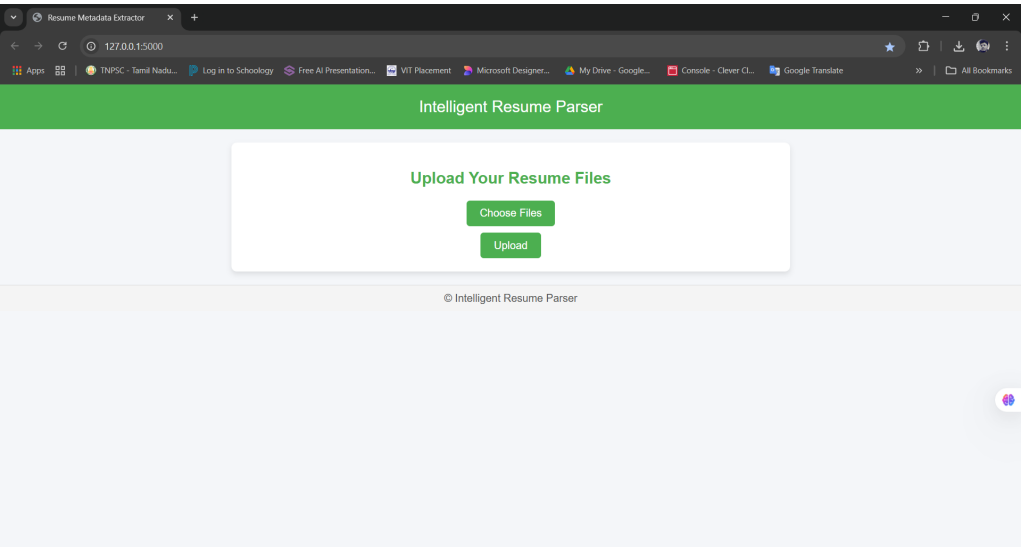 Resume Metadata Extractor
127.0.0.1:5000
Apps TNPSC - Tamil Nadu... Log in to Schoology Free AI Presentation... VIT Placement Microsoft Designer... My Drive - Google... Console - Clever Cl... Google Translate » All Bookmarks
Intelligent Resume Parser
Upload Your Resume Files
Choose Files
Upload
© Intelligent Resume Parser